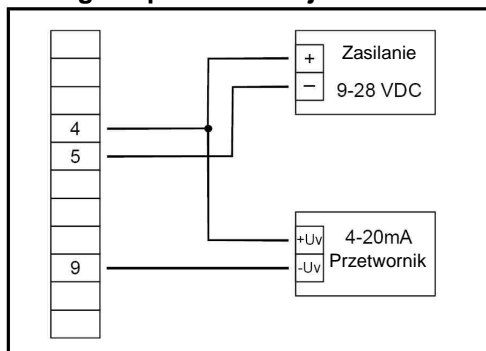 +
Zasilanie
−
9-28 VDC
4
5
+Uv
4-20mA
-Uv
Przetwornik
9